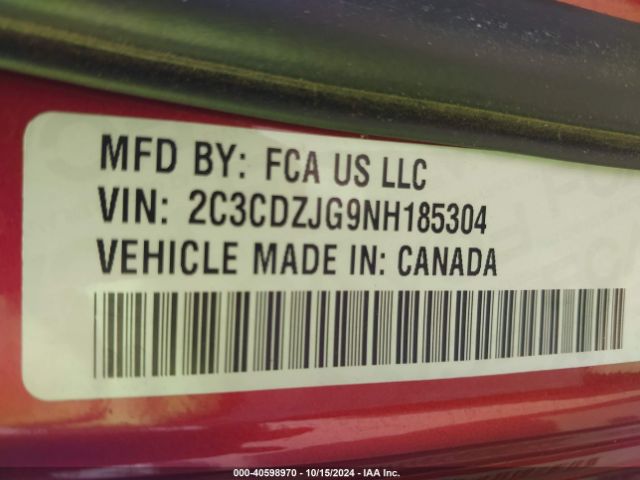 MFD BY: FCA US LLC
VIN: 2C3CDZJG9NH185304
VEHICLE MADE IN: CANADA
000-40598970 - 10/15/2024 - IAA Inc.